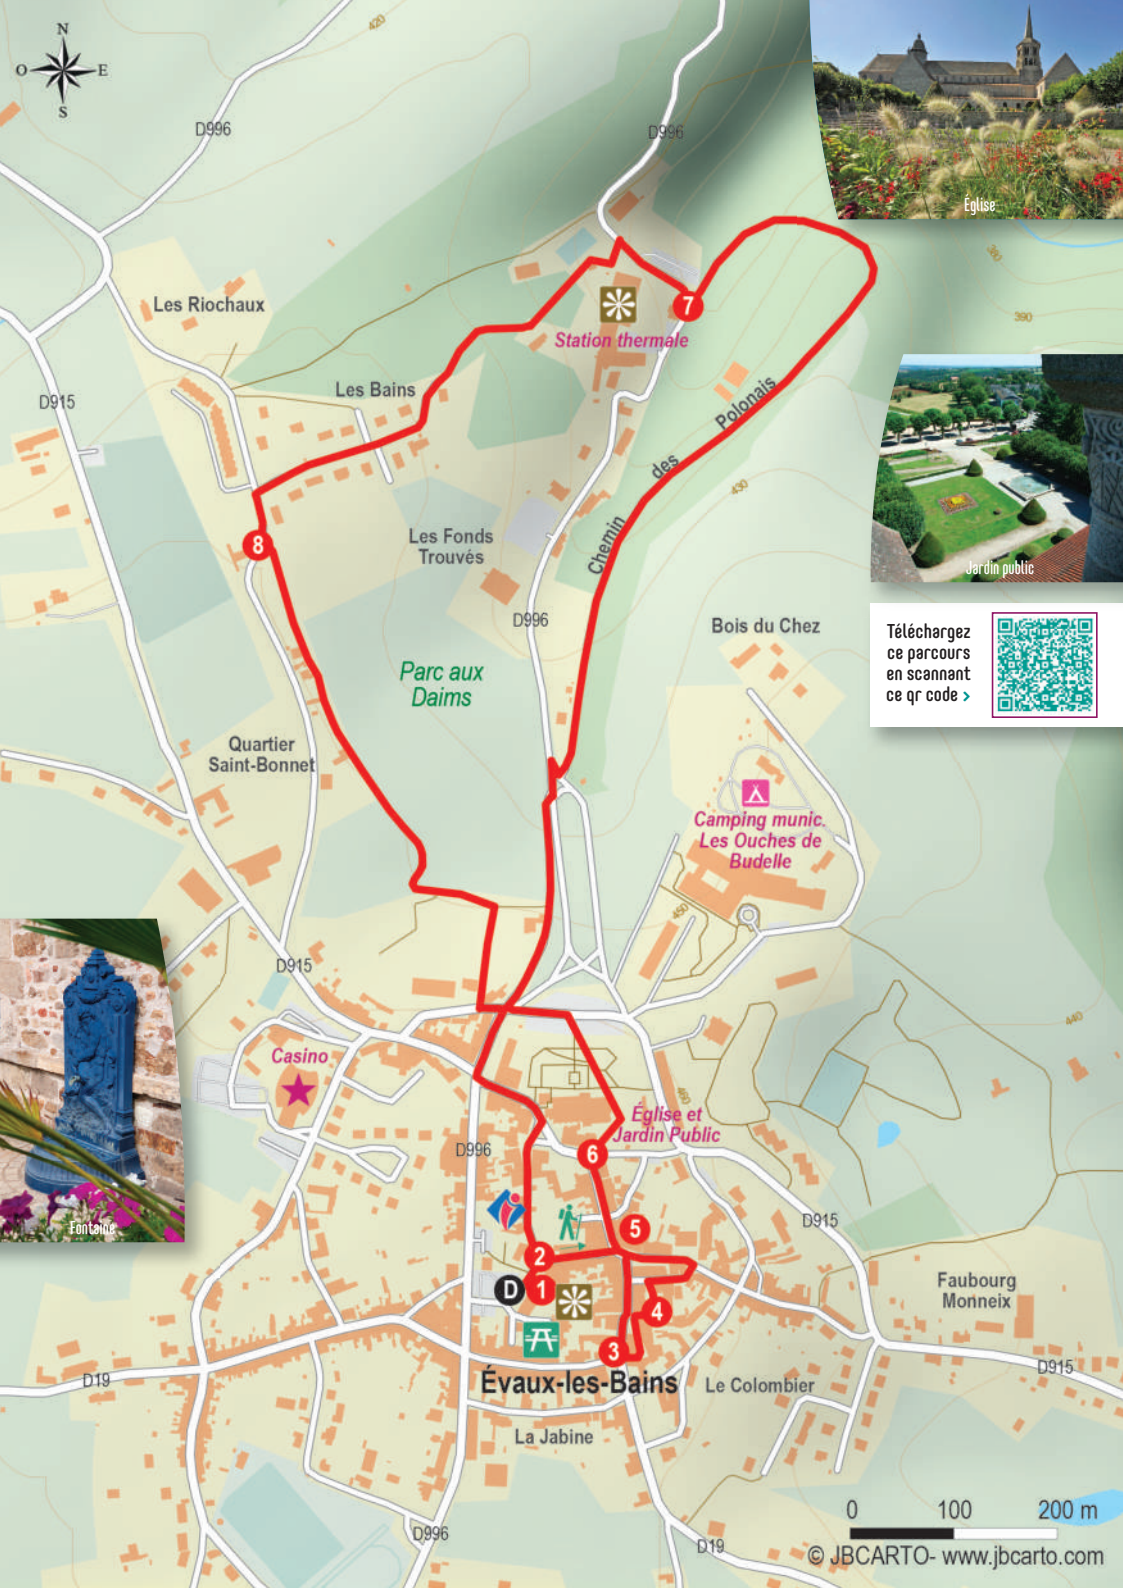 N
O
E
S
420
D996
D996
Église
380
390
Les Riochaux
Station thermale
7
D915
Les Bains
Chemin des Polonais
430
Jardin public
8
Les Fonds
Trouvés
D996
Bois du Chez
Téléchargez
ce parcours
en scannant
ce qr code >
Parc aux
Daims
Quartier
Saint-Bonnet
Camping munic.
Les Ouches de
Budelle
450
D915
440
Casino
460
Église et
Jardin Public
D996
6
Fontaine
5
D915
2
D
1
4
3
Faubourg
Monneix
Évaux-les-Bains
D19
Le Colombier
D915
La Jabine
0 100 200 m
D996
D19
© JBCARTO- www.jbcarto.com